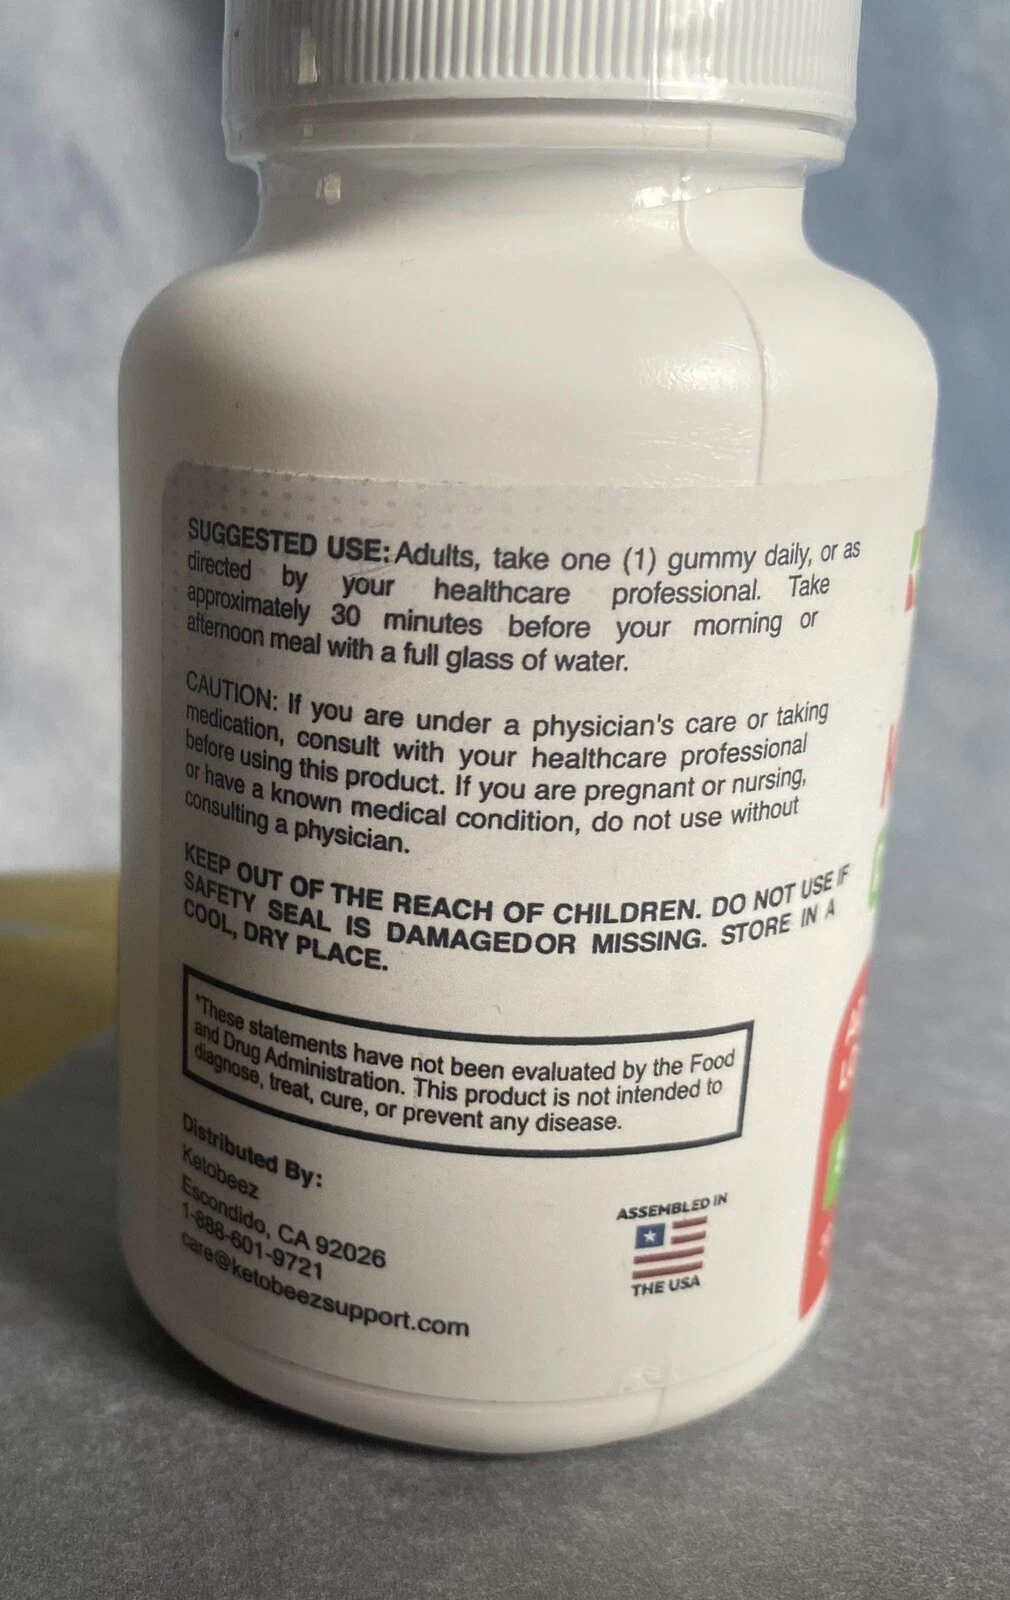 SUGGESTED USE: Adults, take one (1) gummy daily, or as
directed by your healthcare professional. Take
approximately 30 minutes before your morning or
afternoon meal with a full glass of water.
CAUTION: If you are under a physician's care or taking
medication, consult with your healthcare professional
before using this product. If you are pregnant or nursing,
or have a known medical condition, do not use without
consulting a physician.
KEEP OUT OF THE REACH OF CHILDREN. DO NOT USE IF
SAFETY SEAL IS DAMAGEDOR MISSING. STORE IN A
COOL, DRY PLACE.
*These statements have not been evaluated by the Food
and Drug Administration. This product is not intended to
diagnose, treat, cure, or prevent any disease.
Distributed By:
Ketobeez
Escondido, CA 92026
1-888-601-9721
care@ketobeezsupport.com
ASSEMBLED IN
THE USA